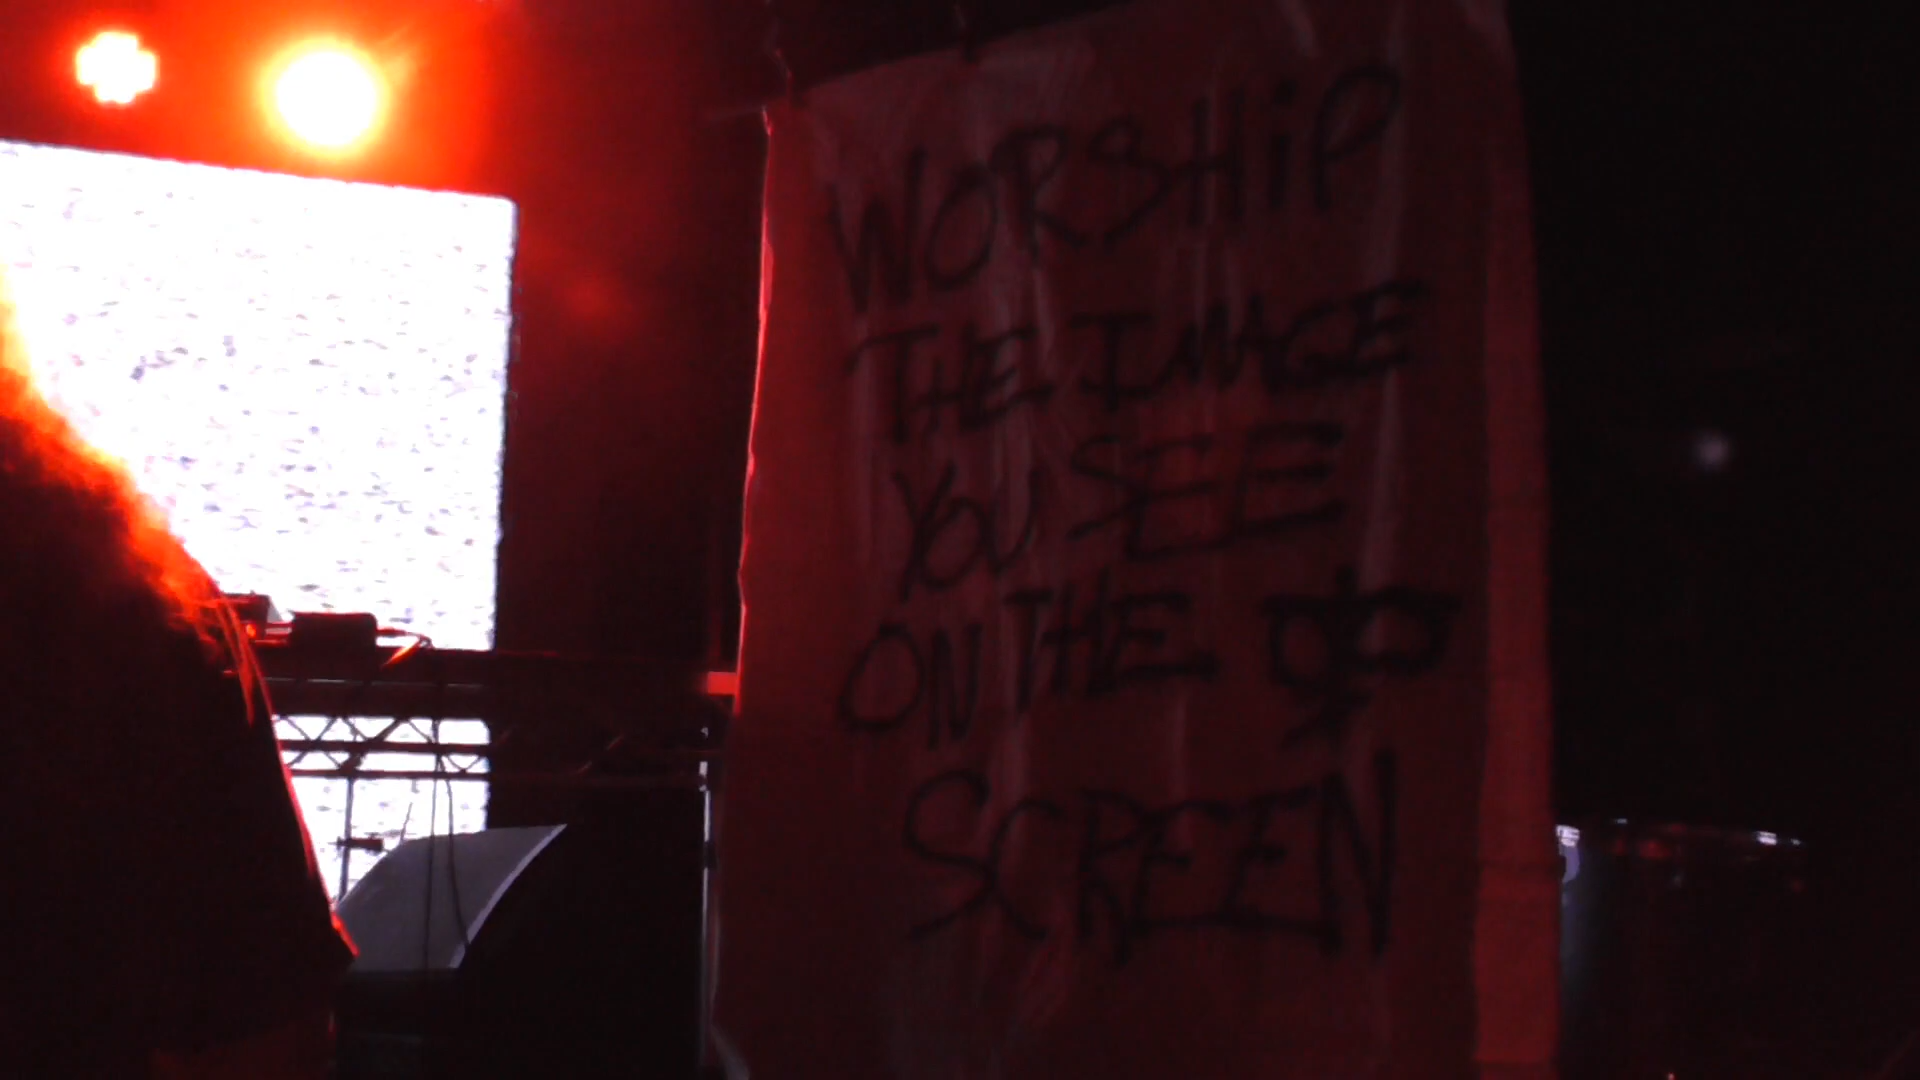 WORSHIP
THE IMAGE
YOU SEE
ON THE
SCREEN